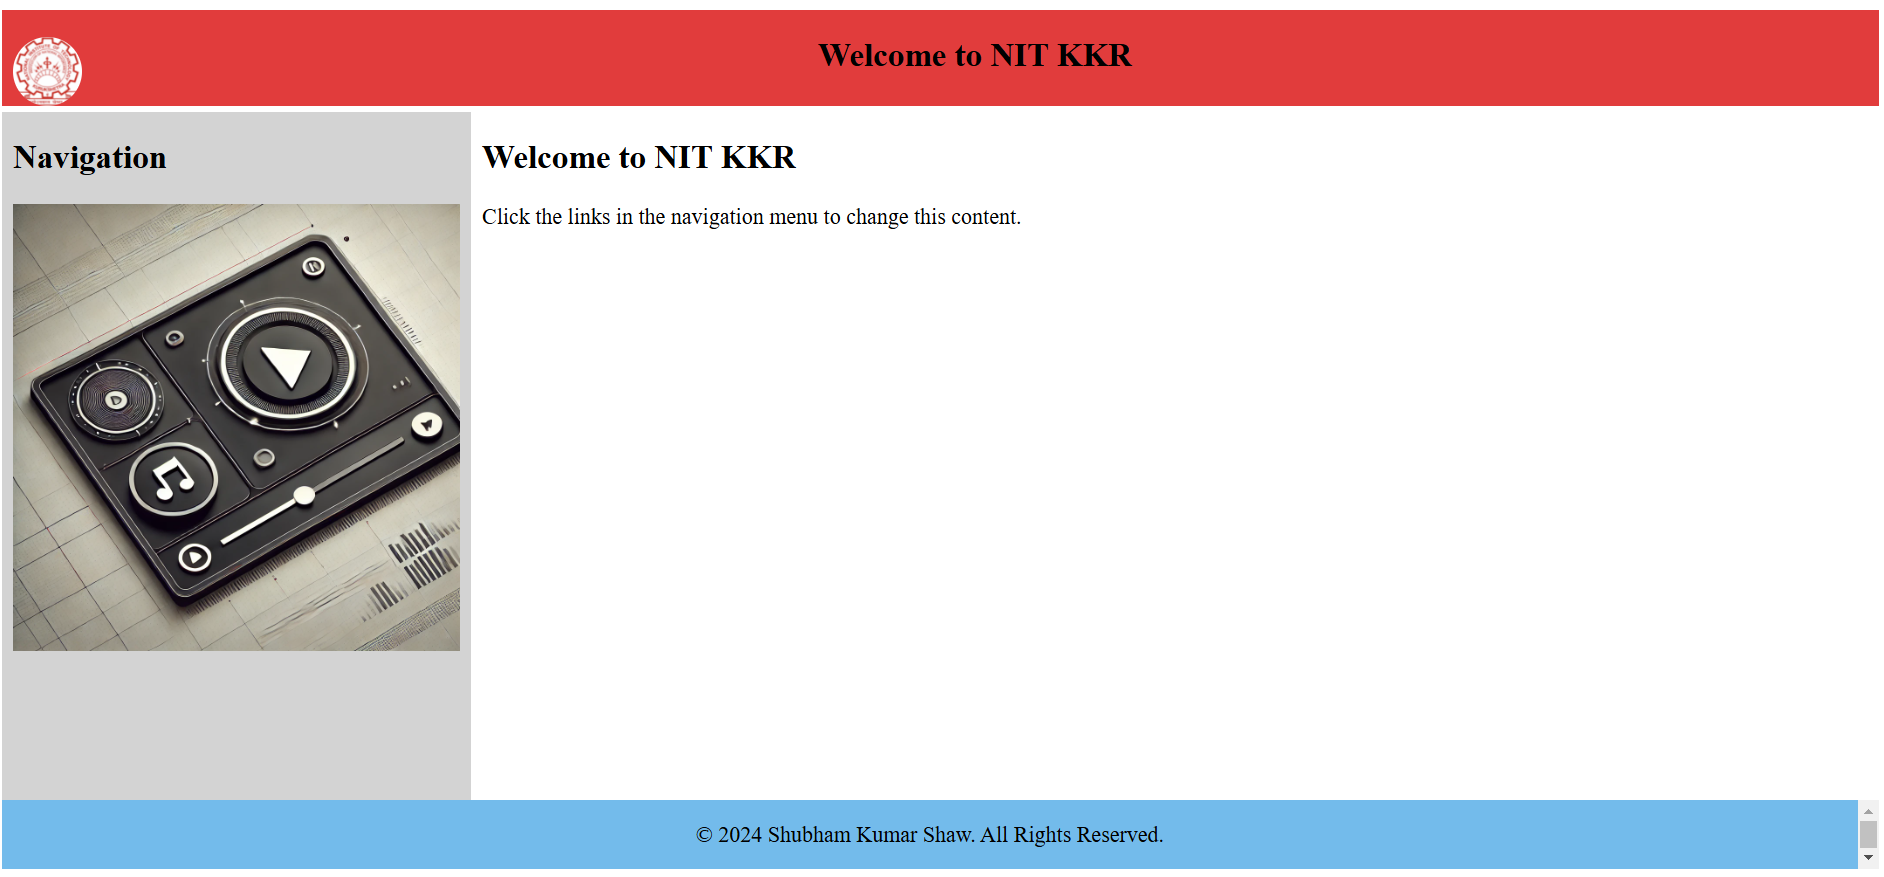 Welcome to NIT KKR
Navigation
Welcome to NIT KKR
Click the links in the navigation menu to change this content.
© 2024 Shubham Kumar Shaw. All Rights Reserved.